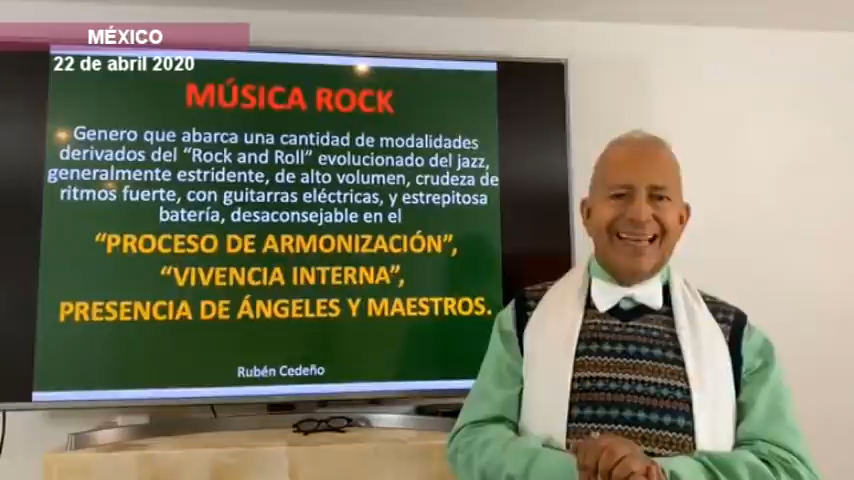 MÉXICO
22 de abril 2020
MÚSICA ROCK
Genero que abarca una cantidad de modalidades
derivados del "Rock and Roll" evolucionado del jazz,
generalmente estridente, de alto volumen, crudeza de
ritmos fuerte, con guitarras eléctricas, y estrepitosa
batería, desaconsejable en el
"PROCESO DE ARMONIZACIÓN",
"VIVENCIA INTERNA",
PRESENCIA DE ÁNGELES Y MAESTROS.
Rubén Cedeño